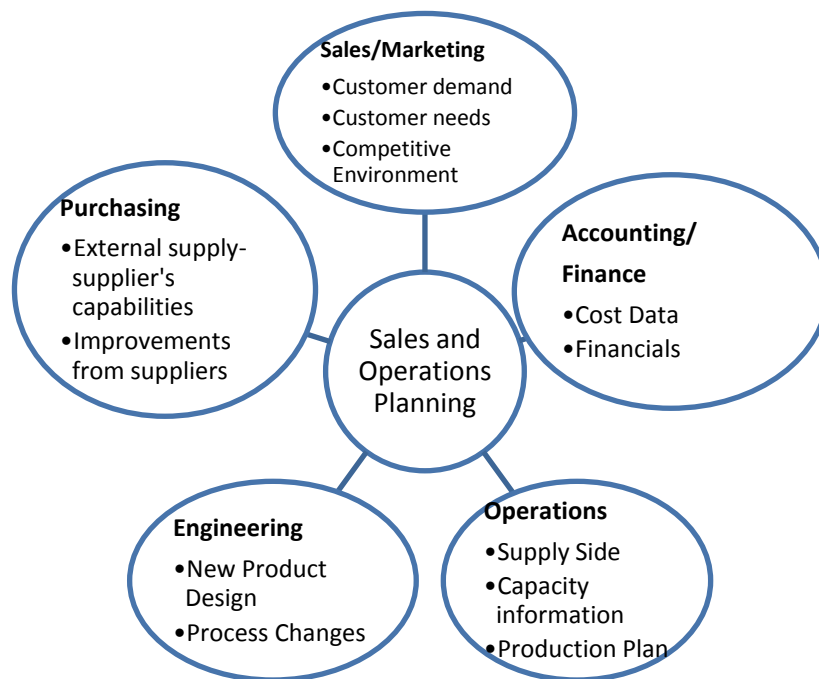 Sales/Marketing
•Customer demand
•Customer needs
•Competitive
Environment
Purchasing
•External supply-
supplier's
capabilities
•Improvements
from suppliers
Accounting/
Finance
•Cost Data
•Financials
Sales and
Operations
Planning
Engineering
•New Product
Design
•Process Changes
Operations
•Supply Side
•Capacity
information
•Production Plan